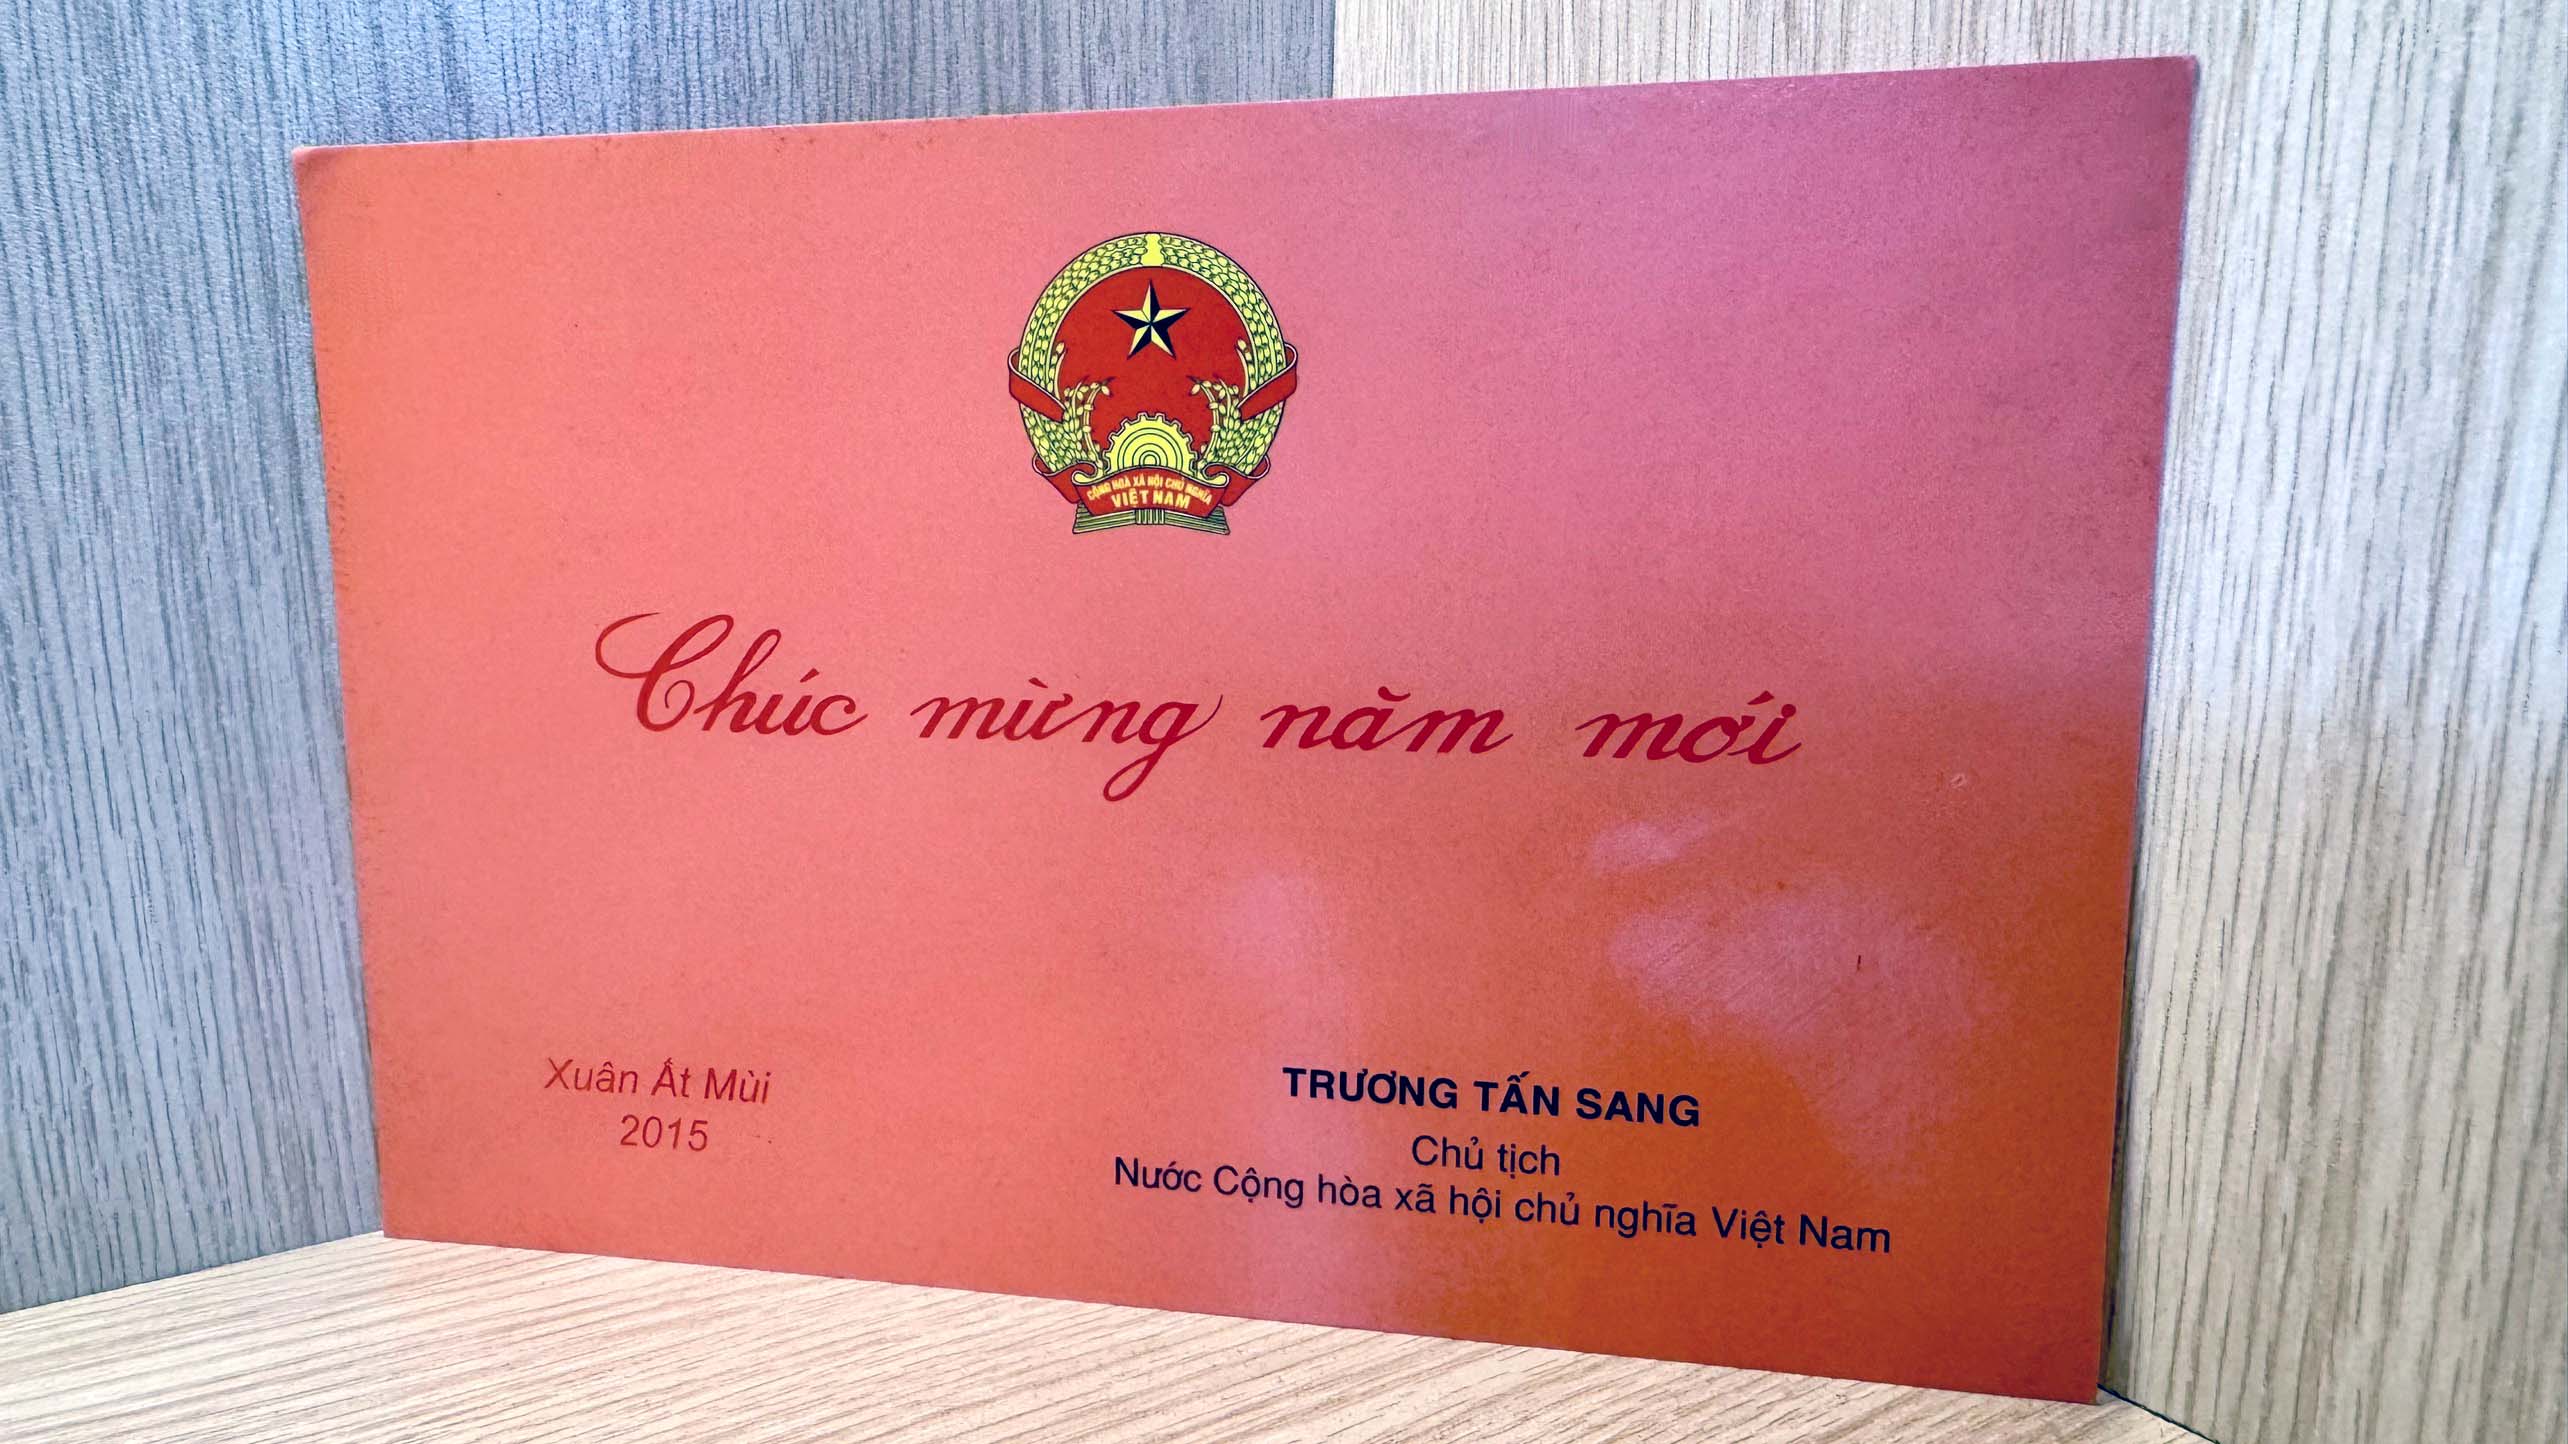 CỘNG HOÀ XÃ HỘI CHỦ NGHĨA
VIỆT NAM
Chúc mừng năm mới
Xuân Ất Mùi
2015
TRƯƠNG TẤN SANG
Chủ tịch
Nước Cộng hòa xã hội chủ nghĩa Việt Nam